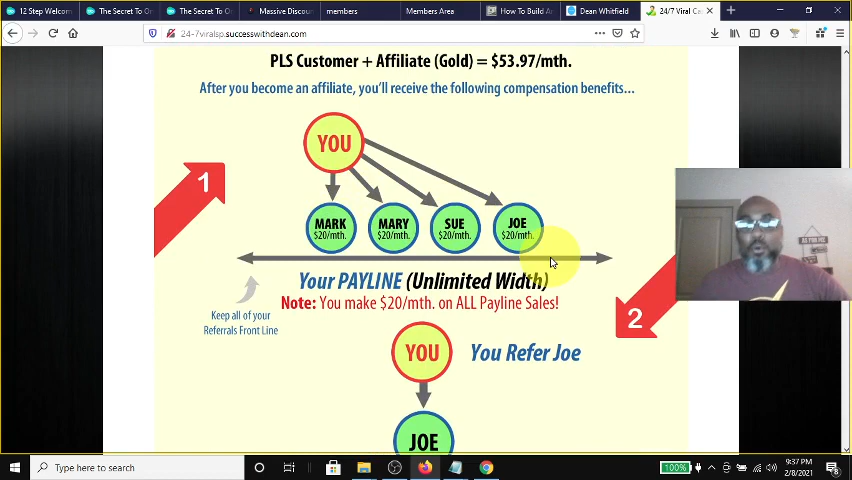 12 Step Welcom
The Secret To O
The Secret To O
Massive Discou
members
Members Area
How To Build A
Dean Whitfield
24/7 Viral Ca
24-7viralsp.successwithdean.com
PLS Customer + Affiliate (Gold) = $53.97/mth.
After you become an affiliate, you'll receive the following compensation benefits...
YOU
1
MARK
$20/mth.
MARY
$20/mth.
SUE
$20/mth.
JOE
$20/mth.
Your PAYLINE (Unlimited Width)
Note: You make $20/mth. on ALL Payline Sales!
Keep all of your
Referrals Front Line
2
YOU
You Refer Joe
JOE
Type here to search
100%
9:37 PM
2/8/2021